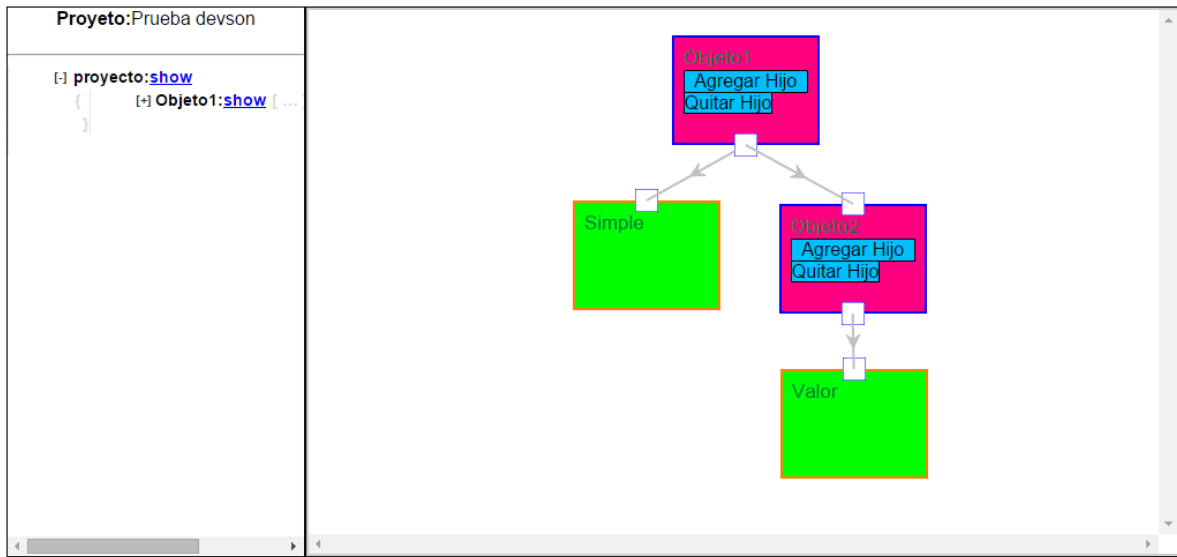 Proyeto:Prueba devson
[-] proyecto:show
{ [+] Objeto1:show [ ...
}
Objeto1
Agregar Hijo
Quitar Hijo
Simple
Objeto2
Agregar Hijo
Quitar Hijo
Valor